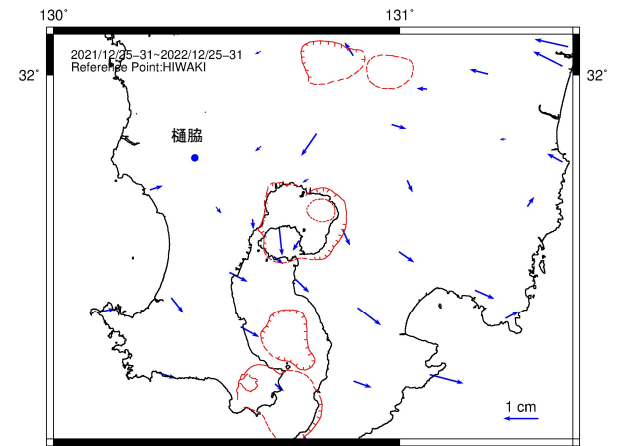 130° 131°
2021/12/25-31~2022/12/25-31
Reference Point:HIWAKI
32° 32°
樋脇
1 cm